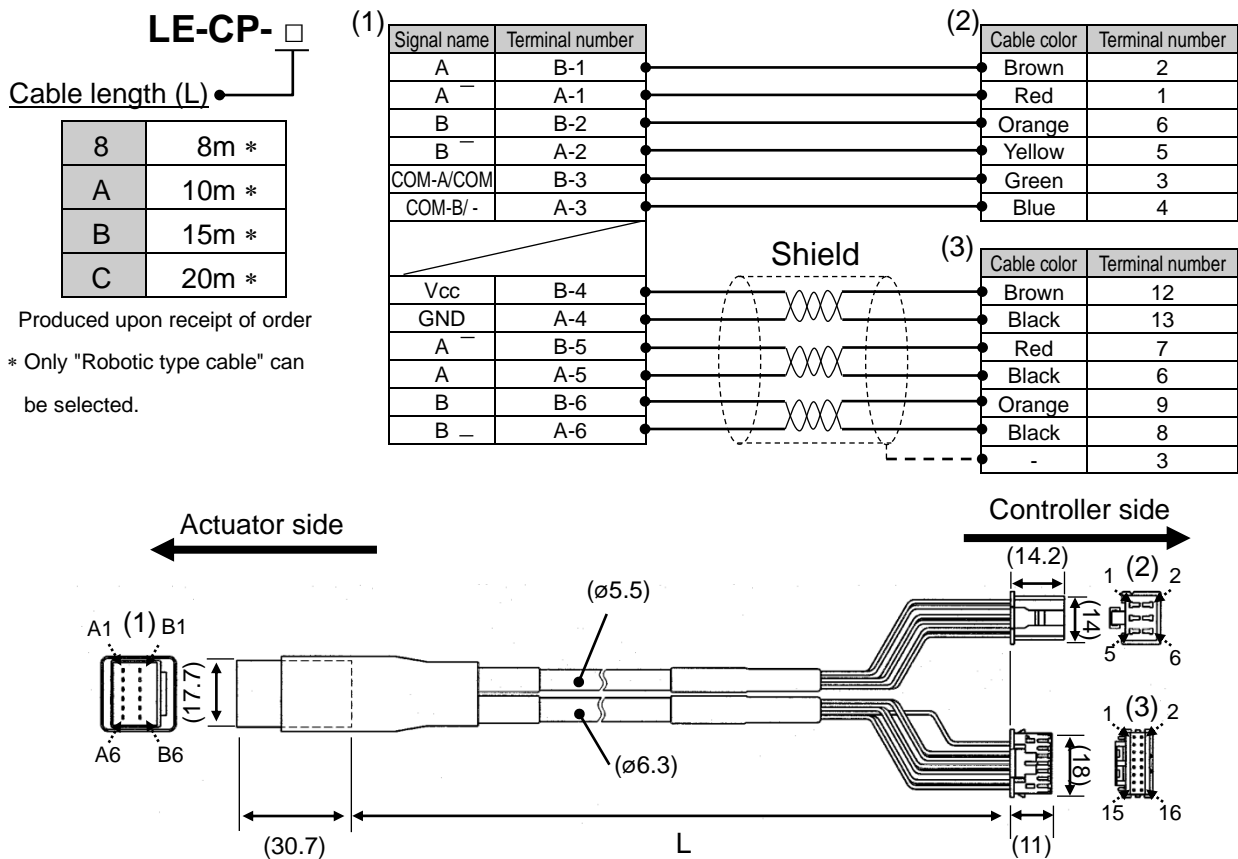 LE-CP- □
Cable length (L)
8 8m *
A 10m *
B 15m *
C 20m *
Produced upon receipt of order
* Only "Robotic type cable" can
be selected.
(1)
Signal name Terminal number
A B-1
A̅ A-1
B B-2
B̅ A-2
COM-A/COM B-3
COM-B/ - A-3
Vcc B-4
GND A-4
A̅ B-5
A A-5
B B-6
B _ A-6
Shield
(2)
Cable color Terminal number
Brown 2
Red 1
Orange 6
Yellow 5
Green 3
Blue 4
(3)
Cable color Terminal number
Brown 12
Black 13
Red 7
Black 6
Orange 9
Black 8
- 3
Actuator side
Controller side
A1 (1) B1
A6 B6
(17.7)
(30.7)
(ø5.5)
(ø6.3)
L
(14.2)
(14)
1 (2) 2
5 6
(18)
(11)
1 (3) 2
15 16